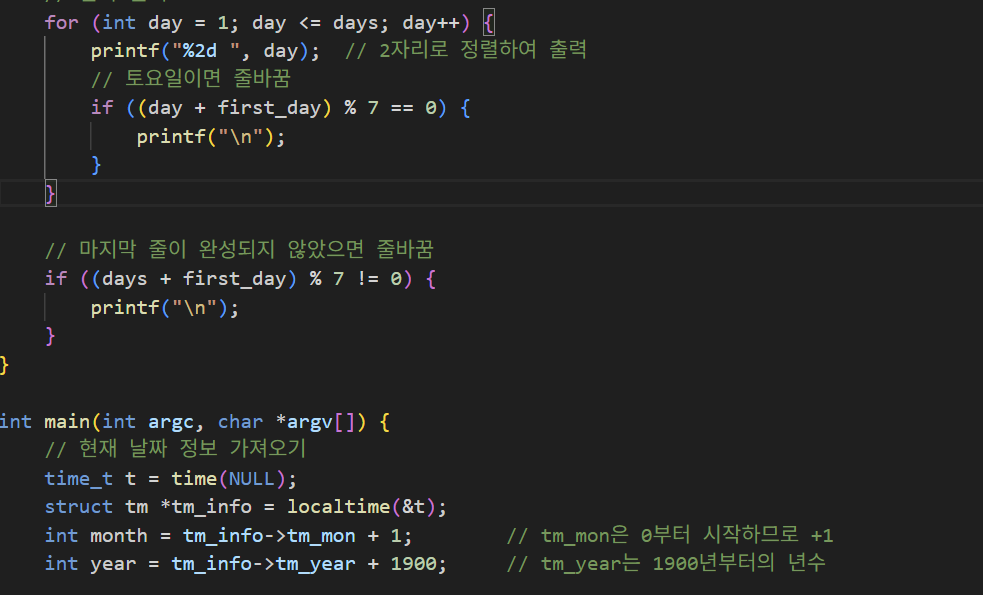 for (int day = 1; day <= days; day++) {
printf("%2d ", day);  // 2자리로 정렬하여 출력
// 토요일이면 줄바꿈
if ((day + first_day) % 7 == 0) {
printf("\n");
}
}
// 마지막 줄이 완성되지 않았으면 줄바꿈
if ((days + first_day) % 7 != 0) {
printf("\n");
}
}
int main(int argc, char *argv[]) {
// 현재 날짜 정보 가져오기
time_t t = time(NULL);
struct tm *tm_info = localtime(&t);
int month = tm_info->tm_mon + 1;        // tm_mon은 0부터 시작하므로 +1
int year = tm_info->tm_year + 1900;     // tm_year는 1900년부터의 년수